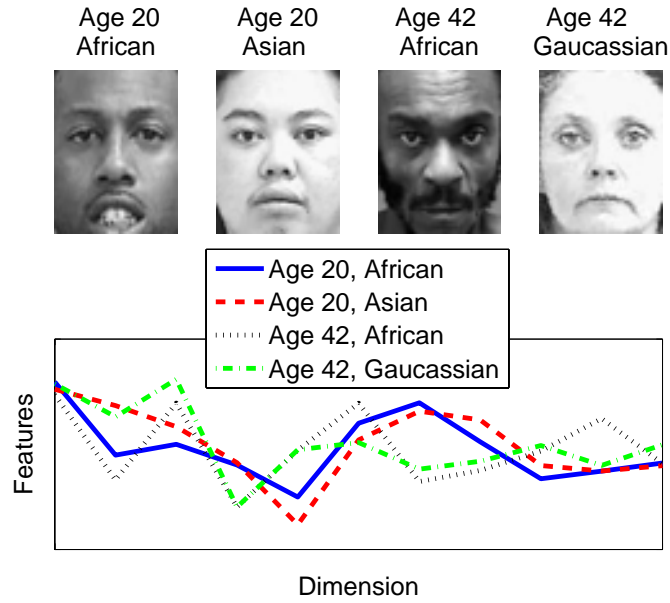 Age 20 Age 20 Age 42 Age 42
African Asian African Gaucassian
Age 20, African
Age 20, Asian
Age 42, African
Age 42, Gaucassian
Features
Dimension